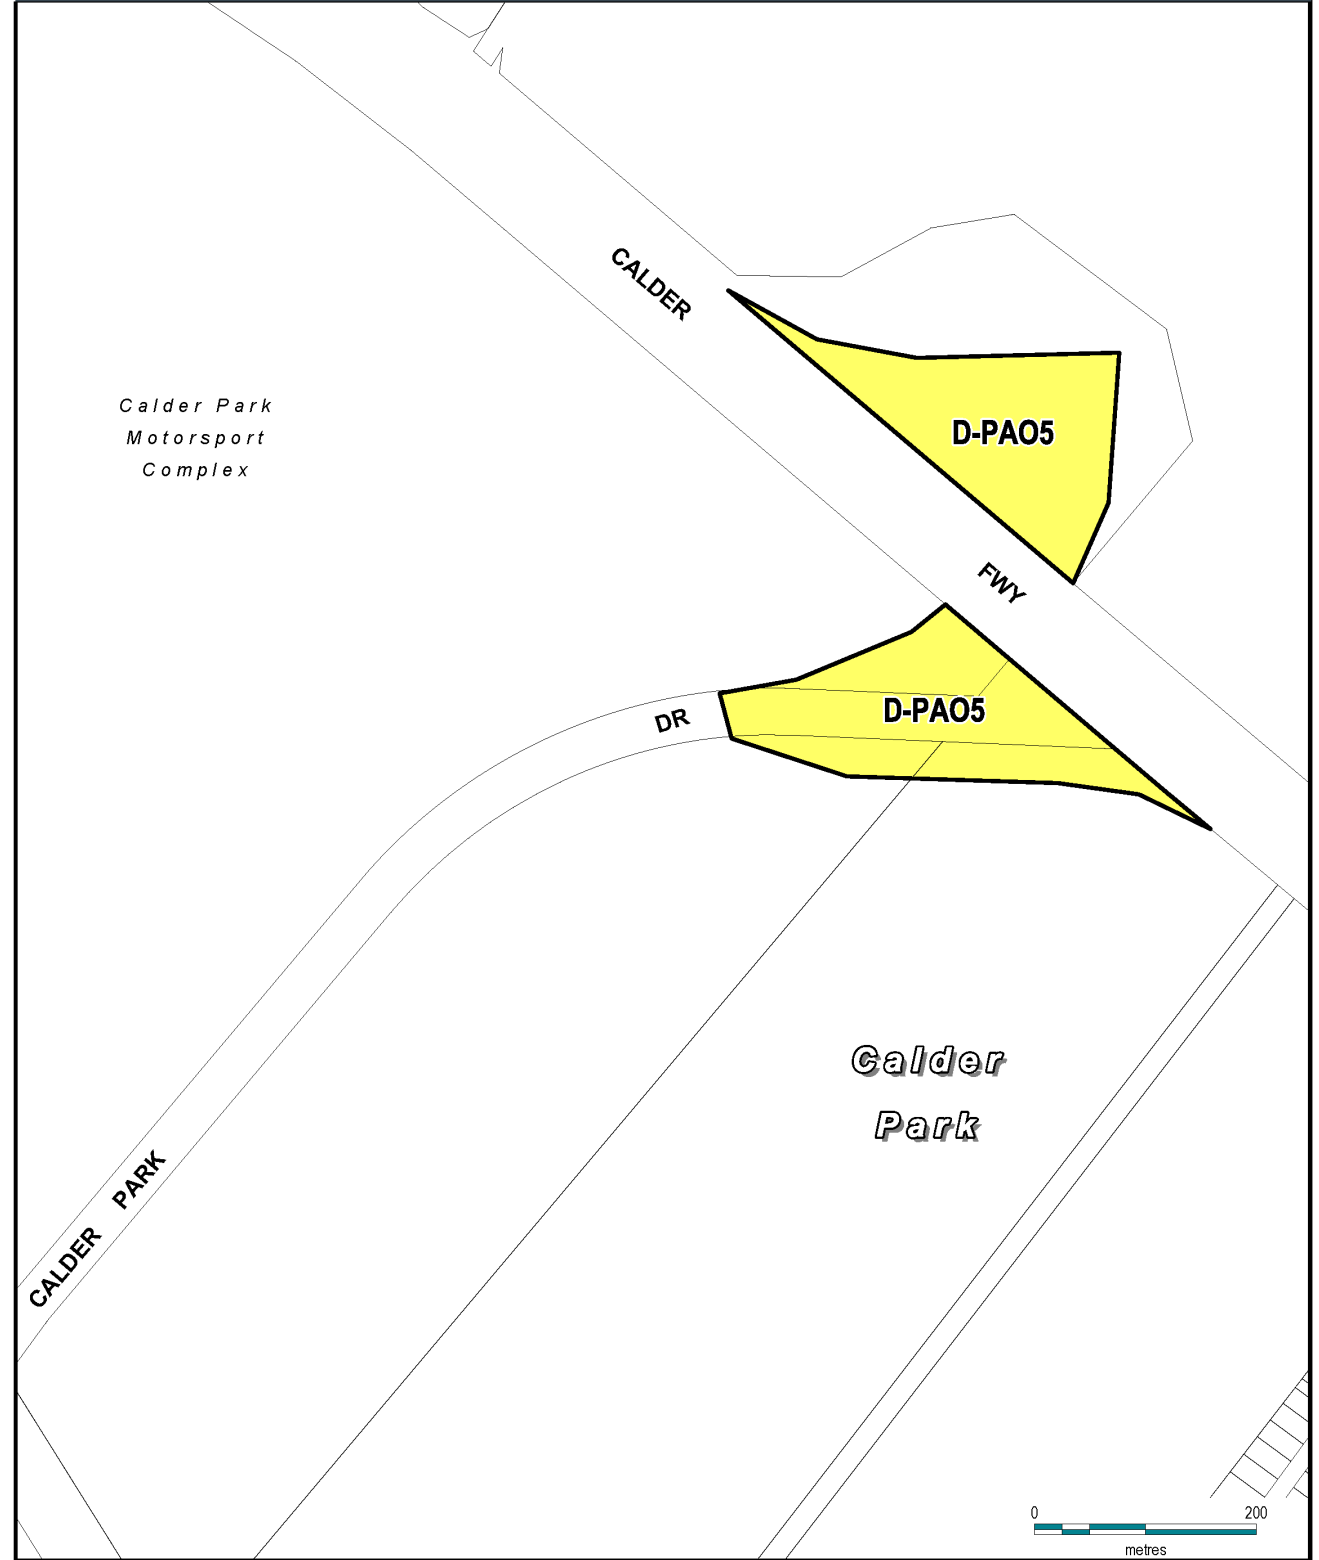 CALDER
Calder Park
Motorsport
Complex
D-PAO5
FWY
D-PAO5
DR
Calder
Park
CALDER PARK
0 200
metres